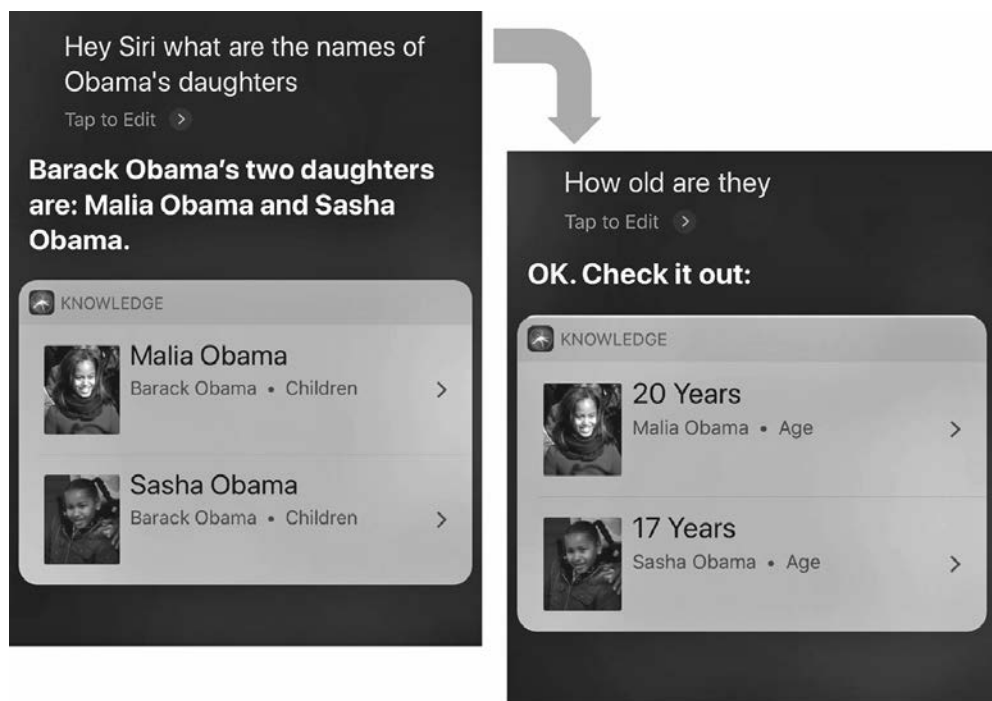 Hey Siri what are the names of
Obama's daughters
Tap to Edit >
Barack Obama's two daughters
are: Malia Obama and Sasha
Obama.
KNOWLEDGE
Malia Obama
Barack Obama • Children
Sasha Obama
Barack Obama • Children
How old are they
Tap to Edit >
OK. Check it out:
KNOWLEDGE
20 Years
Malia Obama • Age
17 Years
Sasha Obama • Age